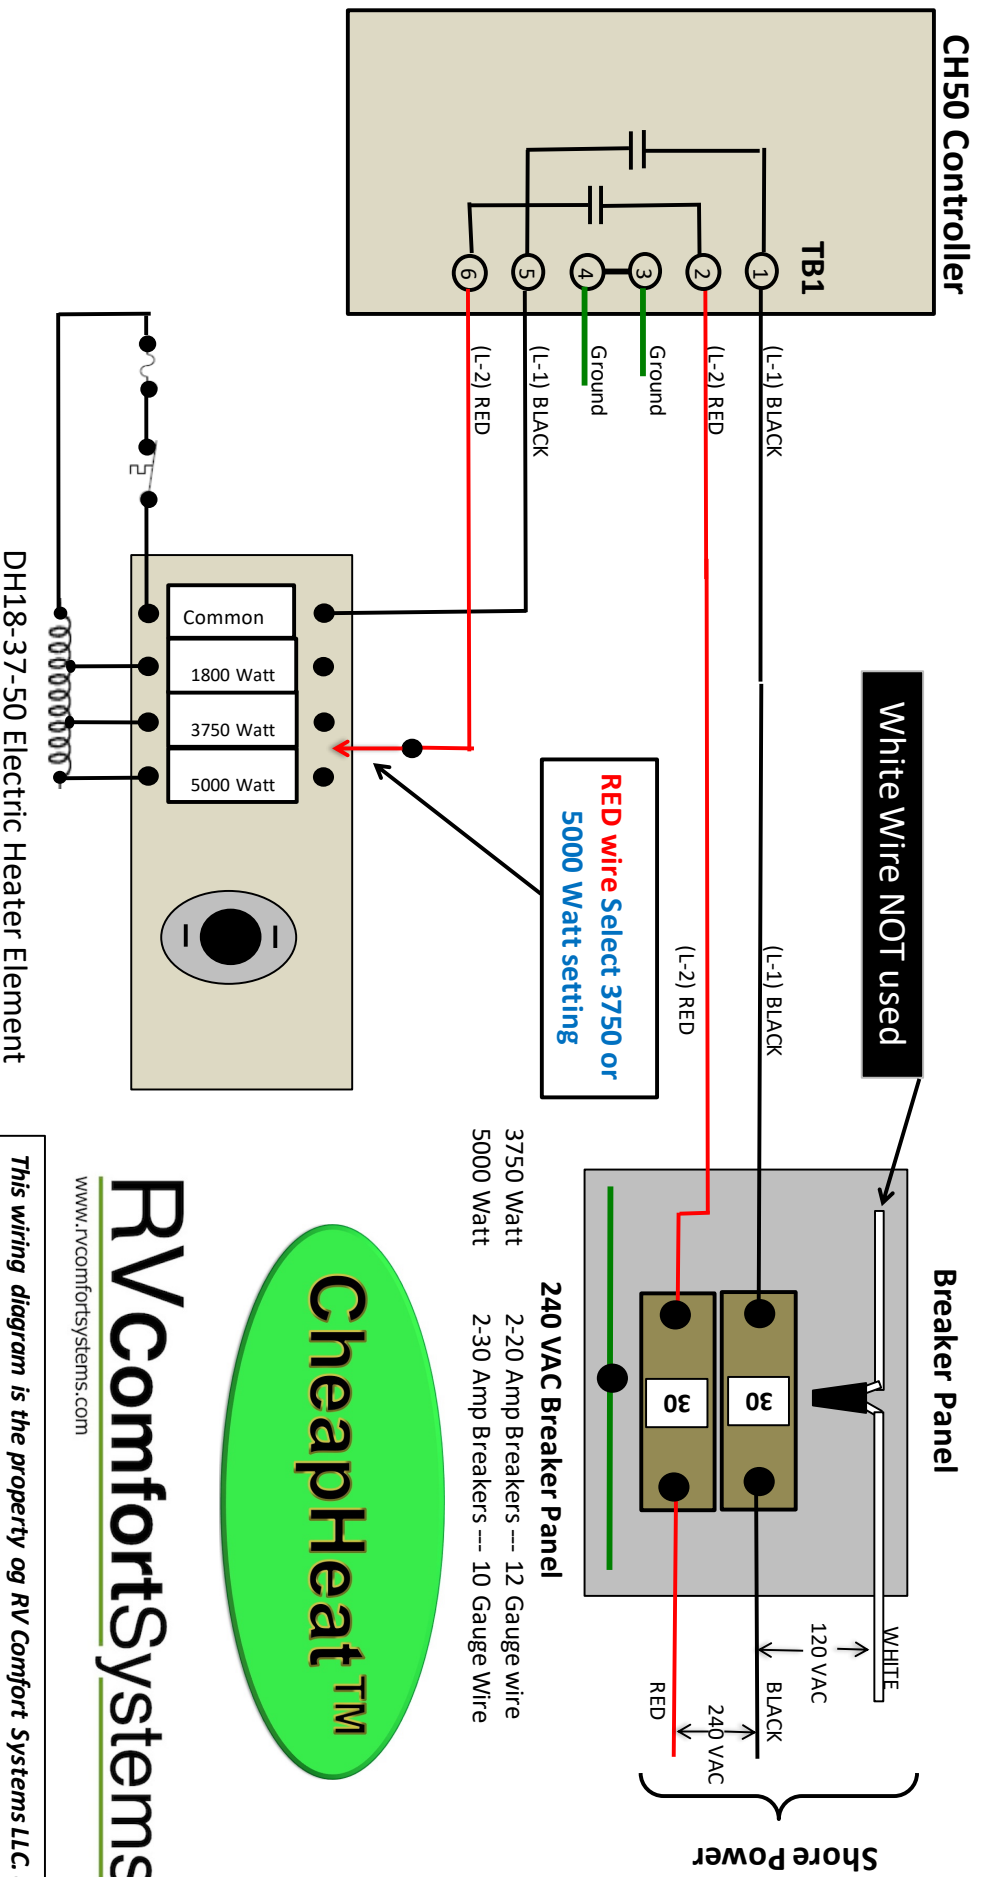 CH50 Controller
TB1
1
2
3
4
5
6
(L-1) BLACK
(L-2) RED
Ground
Ground
(L-1) BLACK
(L-2) RED
White Wire NOT used
(L-1) BLACK
(L-2) RED
RED wire Select 3750 or
5000 Watt setting
Common
1800 Watt
3750 Watt
5000 Watt
DH18-37-50 Electric Heater Element
Breaker Panel
30
30
WHITE
120 VAC
BLACK
240 VAC
RED
Shore Power
240 VAC Breaker Panel
3750 Watt 2-20 Amp Breakers --- 12 Gauge wire
5000 Watt 2-30 Amp Breakers --- 10 Gauge Wire
CheapHeat™
RVcomfortSystems
www.rvcomfortsystems.com
This wiring diagram is the property og RV Comfort Systems LLC.